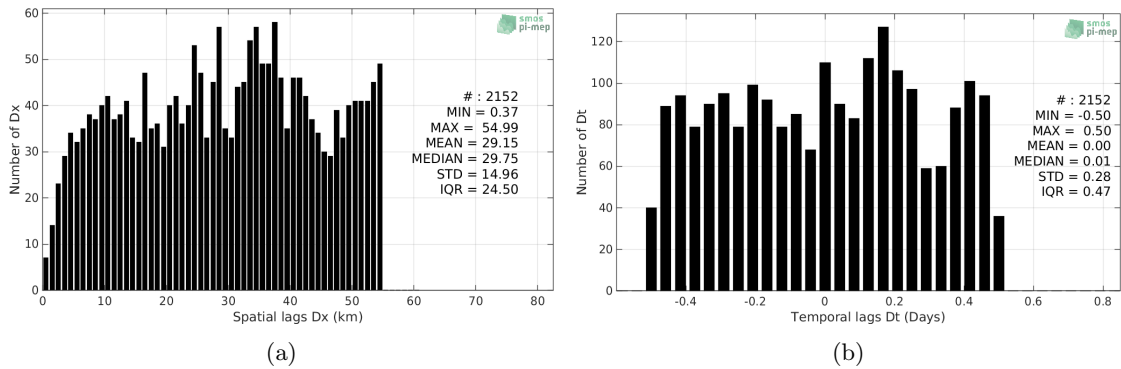 smos
pi-mep
60
50
40
30
20
10
0
Number of Dx
# : 2152
MIN = 0.37
MAX = 54.99
MEAN = 29.15
MEDIAN = 29.75
STD = 14.96
IQR = 24.50
0 10 20 30 40 50 60 70 80
Spatial lags Dx (km)
(a)
smos
pi-mep
120
100
80
60
40
20
0
Number of Dt
# : 2152
MIN = -0.50
MAX = 0.50
MEAN = 0.00
MEDIAN = 0.01
STD = 0.28
IQR = 0.47
-0.4 -0.2 0 0.2 0.4 0.6 0.8
Temporal lags Dt (Days)
(b)